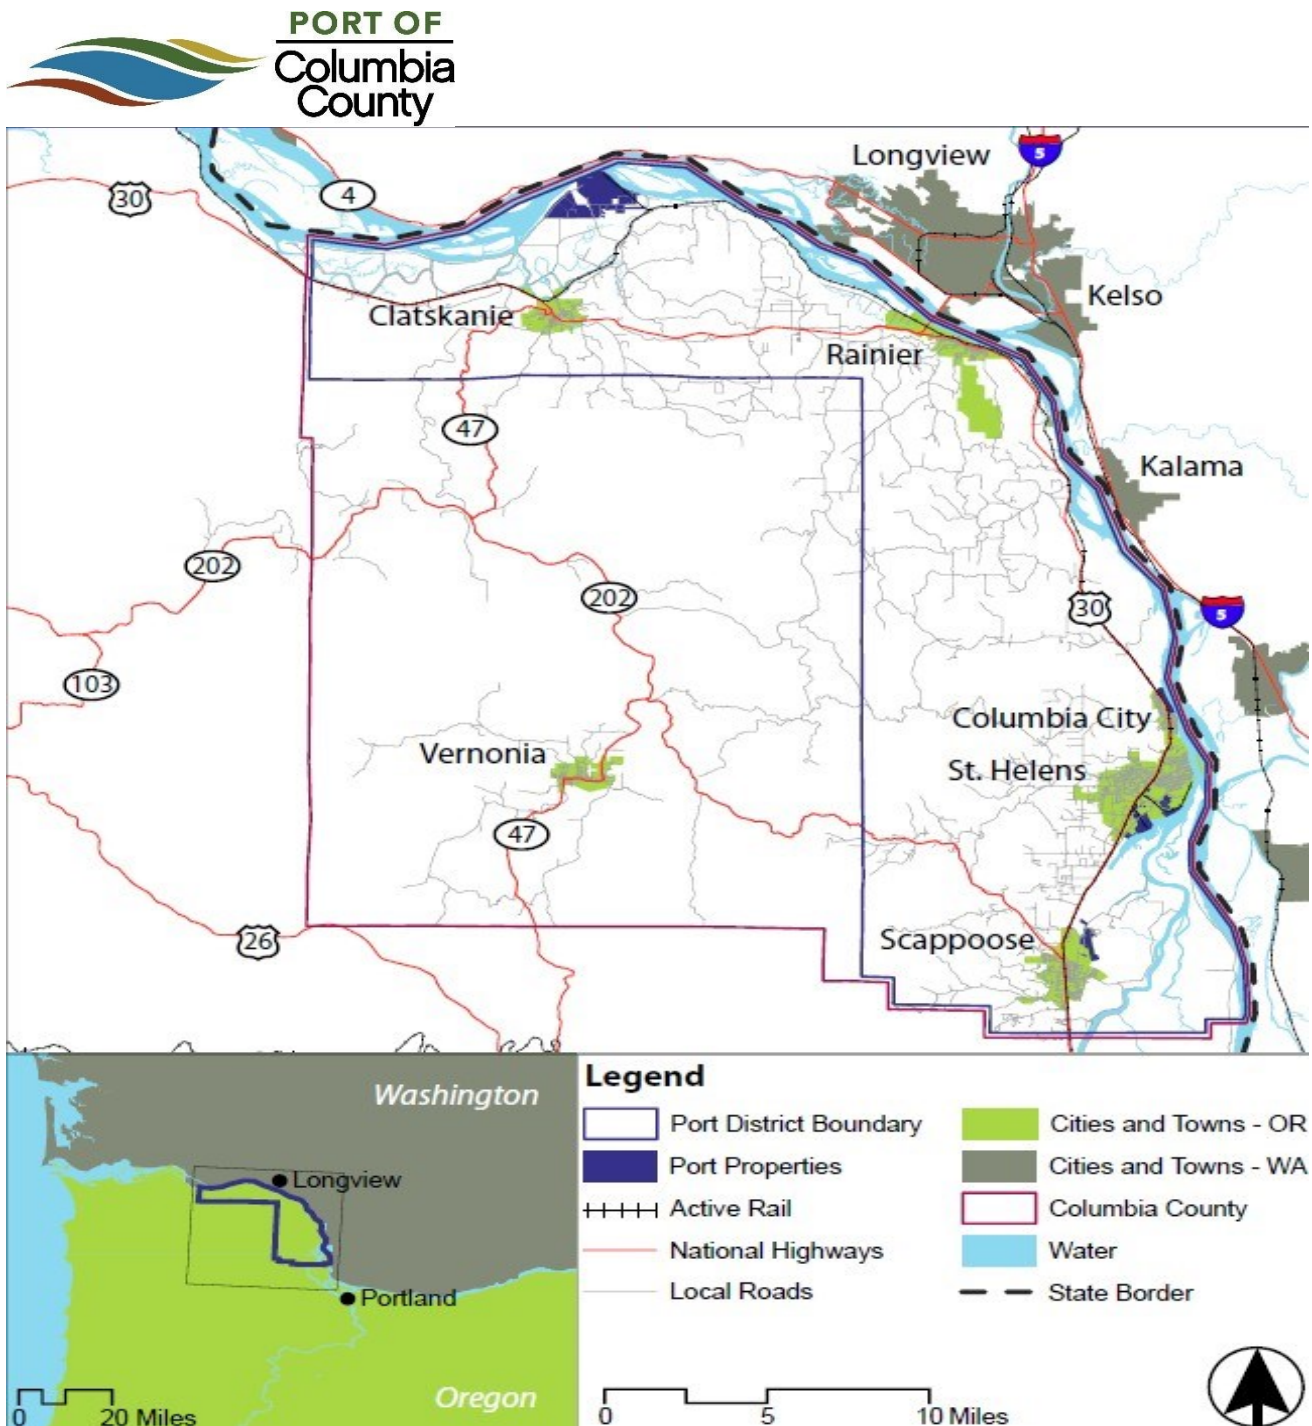 PORT OF
Columbia
County
Longview
5
30
4
Kelso
Clatskanie
Rainier
47
Kalama
202
202
30
5
103
Columbia City
Vernonia
St. Helens
47
26
Scappoose
Washington
Longview
Portland
Oregon
0 20 Miles
Legend
Port District Boundary
Port Properties
Active Rail
National Highways
Local Roads
Cities and Towns - OR
Cities and Towns - WA
Columbia County
Water
State Border
0 5 10 Miles